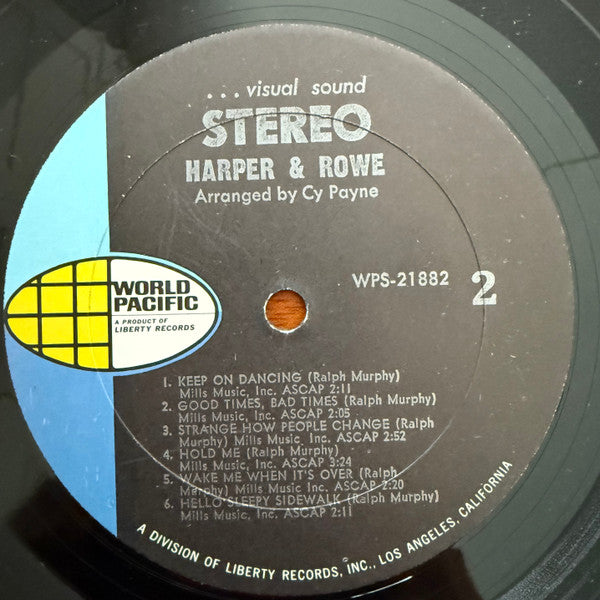 ...visual sound
STEREO
HARPER & ROWE
Arranged by Cy Payne
WORLD
PACIFIC
A PRODUCT OF
LIBERTY RECORDS
WPS-21882
2
1. KEEP ON DANCING (Ralph Murphy)
Mills Music, Inc. ASCAP 2:11
2. GOOD TIMES, BAD TIMES (Ralph Murphy)
Mills Music, Inc. ASCAP 2:05
3. STRANGE HOW PEOPLE CHANGE (Ralph
Murphy) Mills Music, Inc. ASCAP 2:52
4. HOLD ME (Ralph Murphy)
Mills Music, Inc. ASCAP 3:24
5. WAKE ME WHEN IT'S OVER (Ralph
Murphy) Mills Music Inc. ASCAP 2:20
6. HELLO SLEEPY SIDEWALK (Ralph Murphy)
Mills Music, Inc. ASCAP 2:11
A DIVISION OF LIBERTY RECORDS, INC., LOS ANGELES, CALIFORNIA